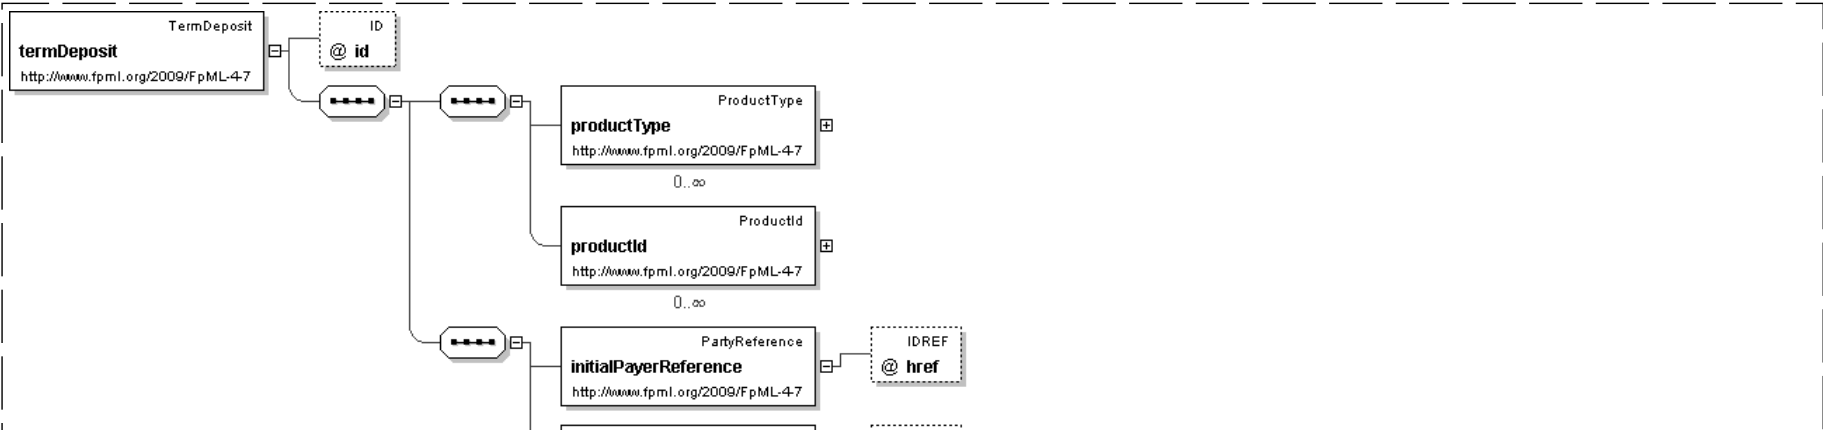 TermDeposit
termDeposit
http://www.fpml.org/2009/FpML-4-7
ID
@ id
ProductType
productType
http://www.fpml.org/2009/FpML-4-7
0..∞
ProductId
productId
http://www.fpml.org/2009/FpML-4-7
0..∞
PartyReference
initialPayerReference
http://www.fpml.org/2009/FpML-4-7
IDREF
@ href